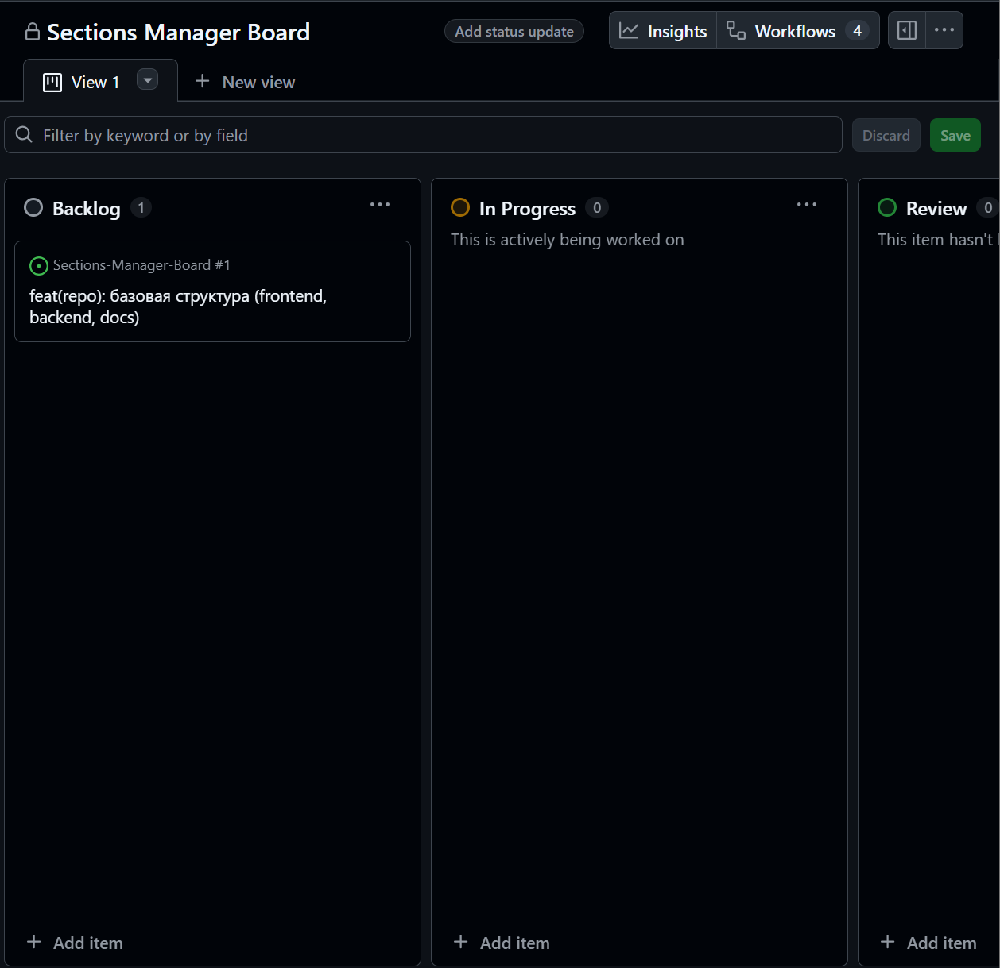 Sections Manager Board
Add status update
Insights
Workflows 4
View 1
New view
Filter by keyword or by field
Discard
Save
Backlog 1
Sections-Manager-Board #1
feat(repo): базовая структура (frontend,
backend, docs)
Add item
In Progress 0
This is actively being worked on
Add item
Review 0
This item hasn't
Add item